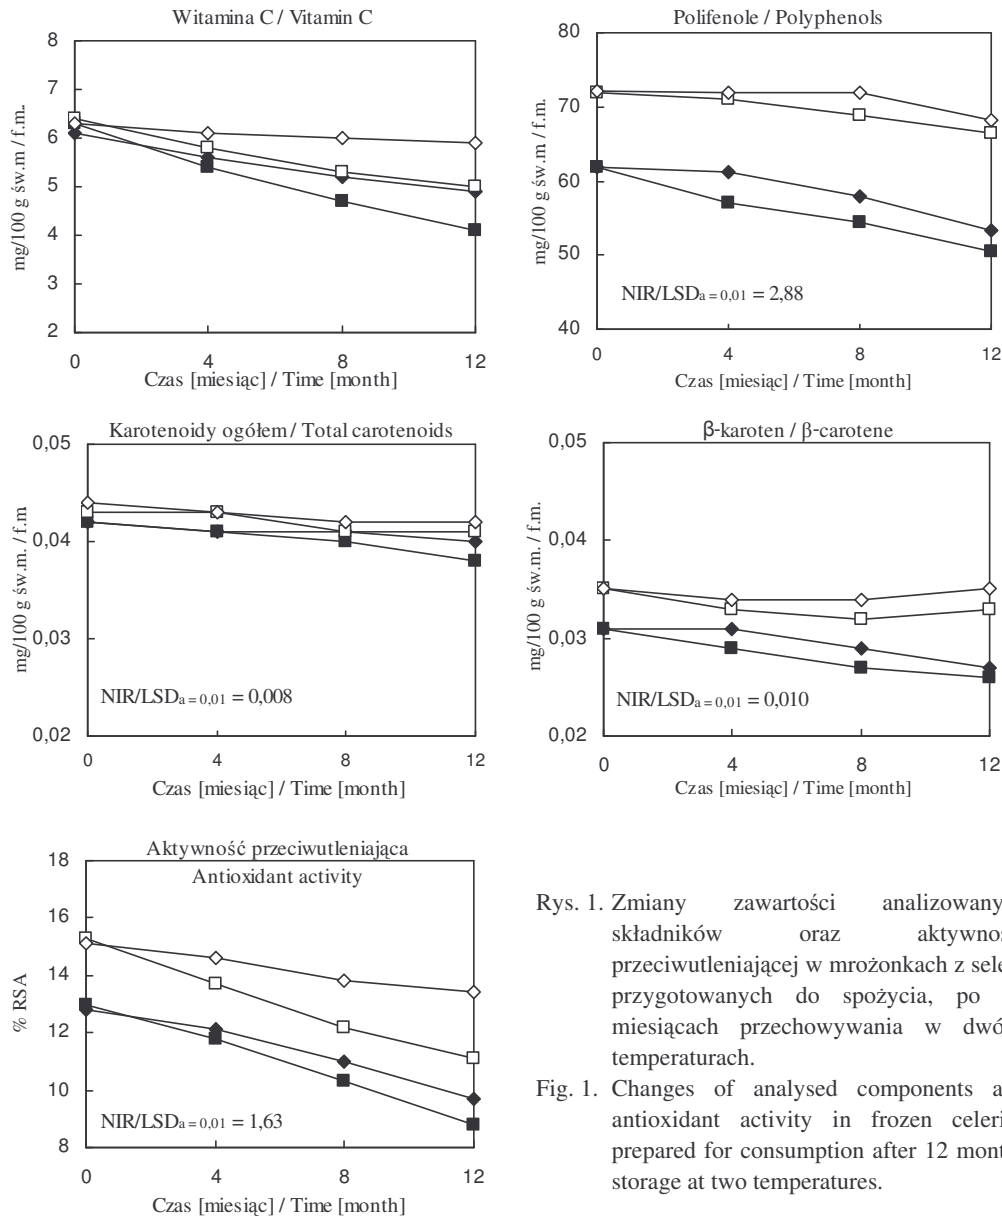 Witamina C / Vitamin C
mg/100 g św.m / f.m..
8
7
6
5
4
3
2
0 4 8 12
Czas [miesiąc] / Time [month]
Polifenole / Polyphenols
mg/100 g św.m / f.m.
80
70
60
50
40
NIR/LSDa = 0,01 = 2,88
0 4 8 12
Czas [miesiąc] / Time [month]
Karotenoidy ogółem / Total carotenoids
mg/100 g św.m. / f.m
0,05
0,04
0,03
0,02
NIR/LSDa = 0,01 = 0,008
0 4 8 12
Czas [miesiąc] / Time [month]
β-karoten / β-carotene
mg/100 g św.m. / f.m.
0,05
0,04
0,03
0,02
NIR/LSDa = 0,01 = 0,010
0 4 8 12
Czas [miesiąc] / Time [month]
Aktywność przeciwutleniająca
Antioxidant activity
% RSA
18
16
14
12
10
8
NIR/LSDa = 0,01 = 1,63
0 4 8 12
Czas [miesiąc] / Time [month]
Rys. 1. Zmiany zawartości analizowany
składników oraz aktywnoś
przeciwutleniającej w mrożonkach z sele
przygotowanych do spożycia, po
miesiącach przechowywania w dwó
temperaturach.
Fig. 1. Changes of analysed components a
antioxidant activity in frozen celeri
prepared for consumption after 12 mont
storage at two temperatures.